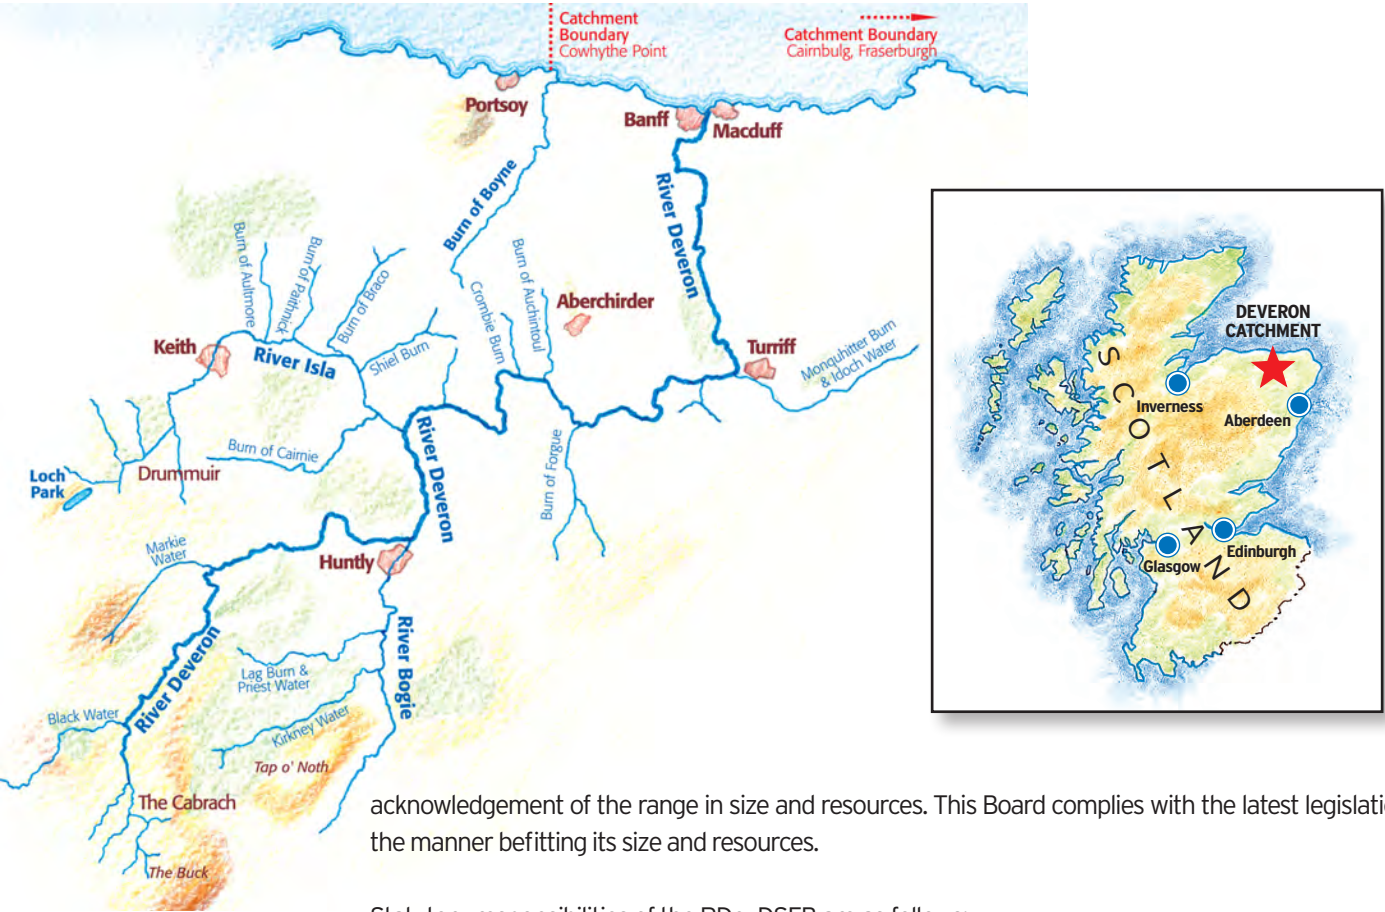 Catchment
Boundary
Cowhythe Point
Catchment Boundary
Cairnbulg, Fraserburgh
Portsoy
Banff
Macduff
Burn of Boyne
River Deveron
Burn of Aultmore
Burn of Paithnick
Burn of Braco
Crombie Burn
Burn of Auchintoul
Aberchirder
Keith
River Isla
Shiel Burn
Turriff
Monquhitter Burn
& Idoch Water
Burn of Cairnie
River Deveron
Burn of Forgue
Loch
Park
Drummuir
Markie
Water
Huntly
River Deveron
River Bogie
Lag Burn &
Priest Water
Black Water
Kirkney Water
Tap o' Noth
The Cabrach
The Buck
DEVERON
CATCHMENT
SCOTLAND
Inverness
Aberdeen
Glasgow
Edinburgh
acknowledgement of the range in size and resources. This Board complies with the latest legislati
the manner befitting its size and resources.